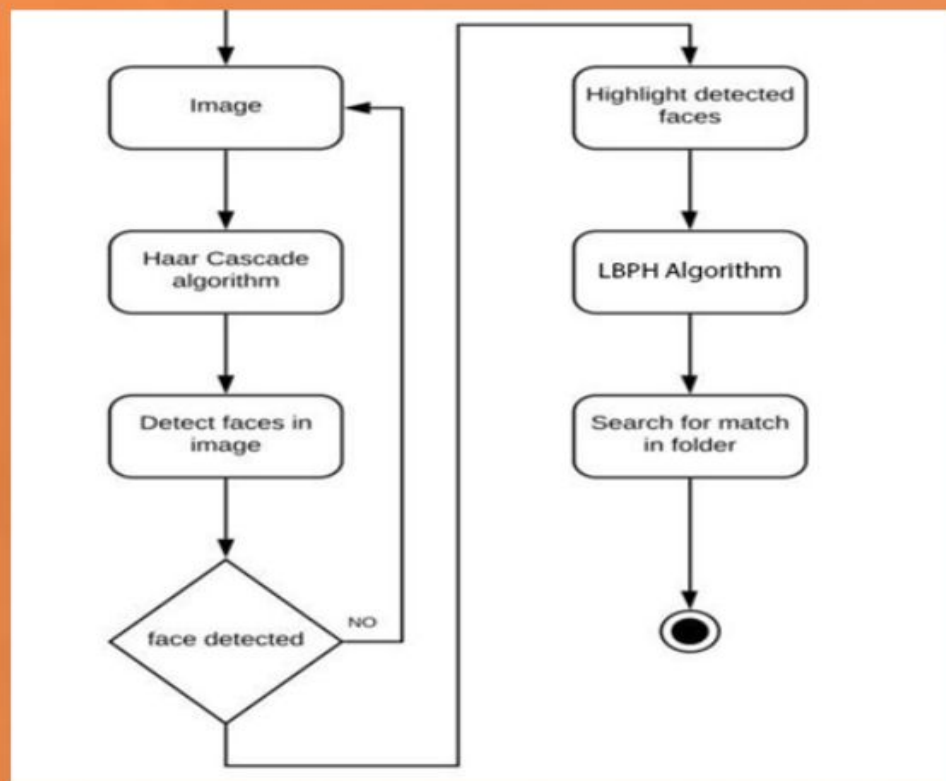 Image
Haar Cascade
algorithm
Detect faces in
image
face detected
NO
Highlight detected
faces
LBPH Algorithm
Search for match
in folder